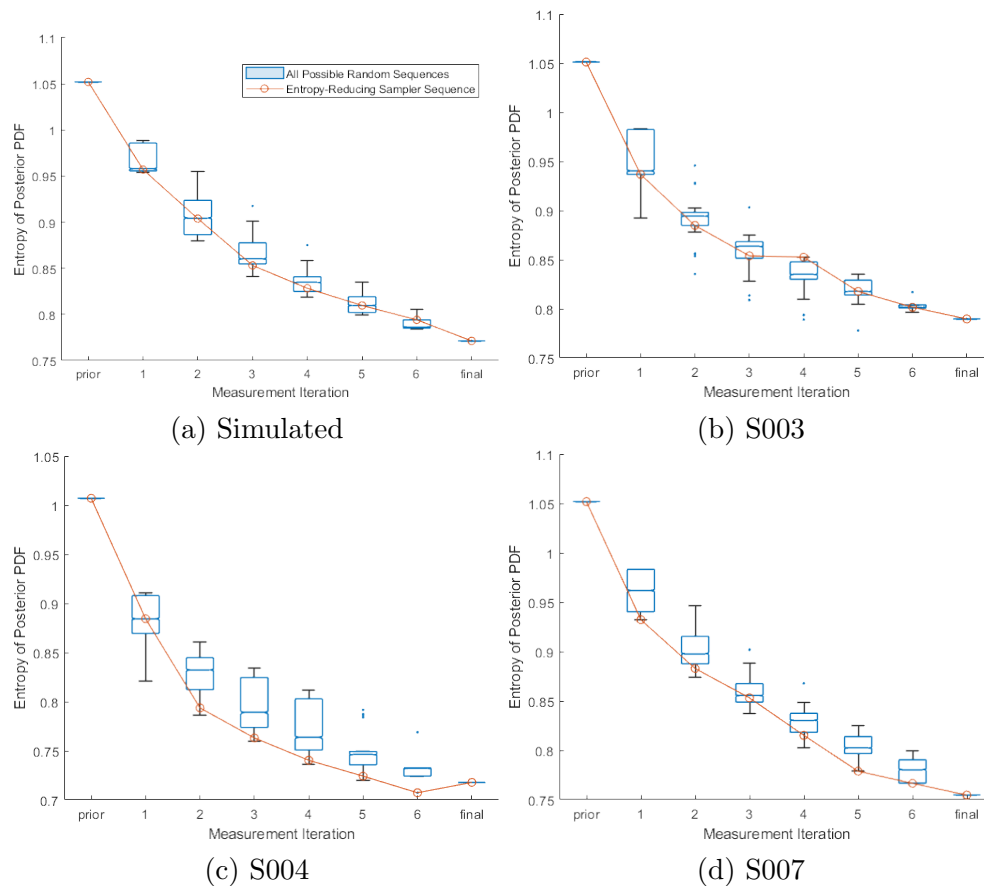 1.1
1.05
1
0.95
0.9
0.85
0.8
0.75
Entropy of Posterior PDF
All Possible Random Sequences
Entropy-Reducing Sampler Sequence
prior 1 2 3 4 5 6 final
Measurement Iteration
(a) Simulated
1.1
1.05
1
0.95
0.9
0.85
0.8
0.75
Entropy of Posterior PDF
prior 1 2 3 4 5 6 final
Measurement Iteration
(b) S003
1.05
1
0.95
0.9
0.85
0.8
0.75
0.7
Entropy of Posterior PDF
prior 1 2 3 4 5 6 final
Measurement Iteration
(c) S004
1.1
1.05
1
0.95
0.9
0.85
0.8
0.75
Entropy of Posterior PDF
prior 1 2 3 4 5 6 final
Measurement Iteration
(d) S007